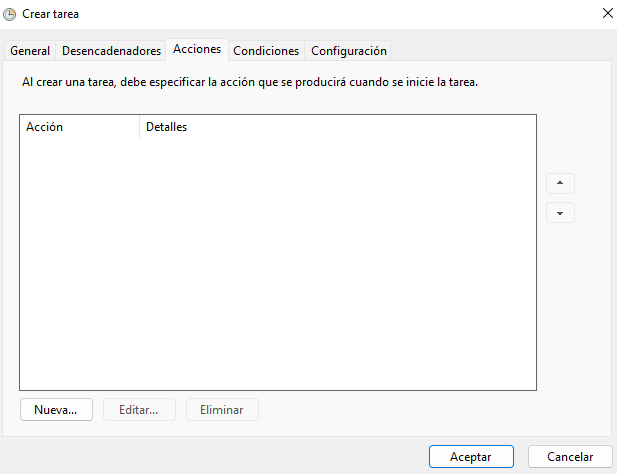 Crear tarea
General Desencadenadores Acciones Condiciones Configuración
Al crear una tarea, debe especificar la acción que se producirá cuando se inicie la tarea.
Acción Detalles
Nueva... Editar... Eliminar
Aceptar Cancelar